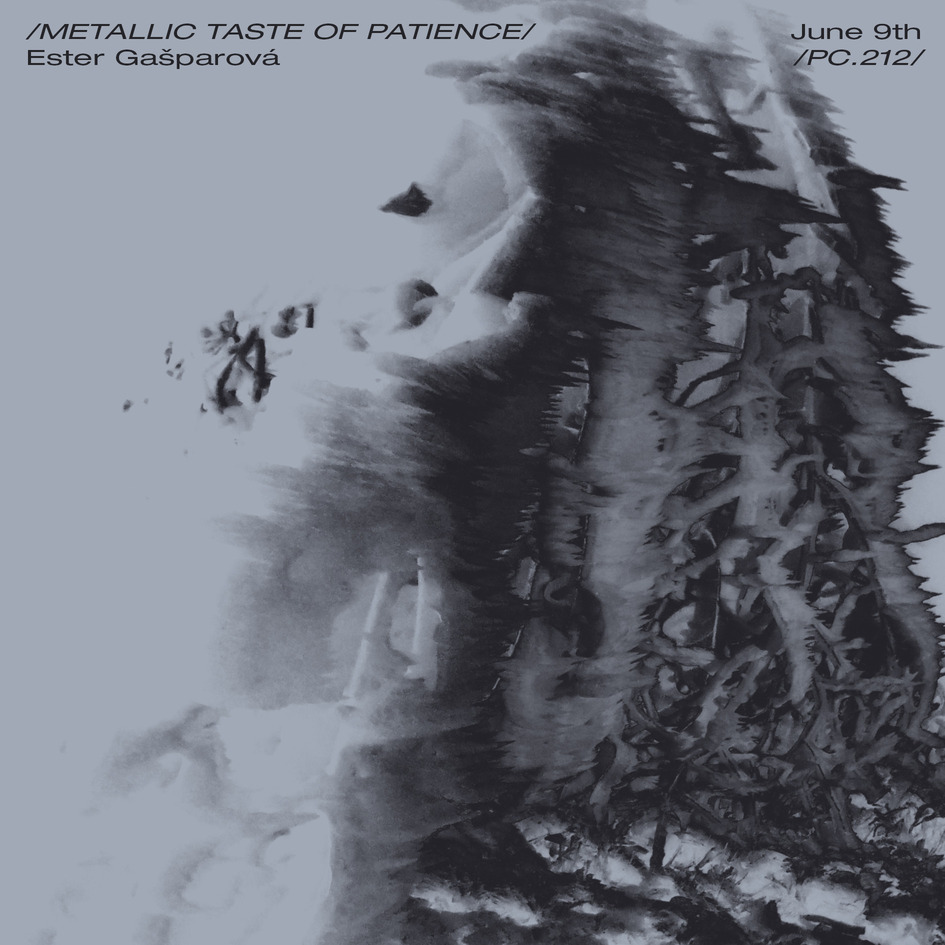 /METALLIC TASTE OF PATIENCE/
Ester Gašparová
June 9th
/PC.212/